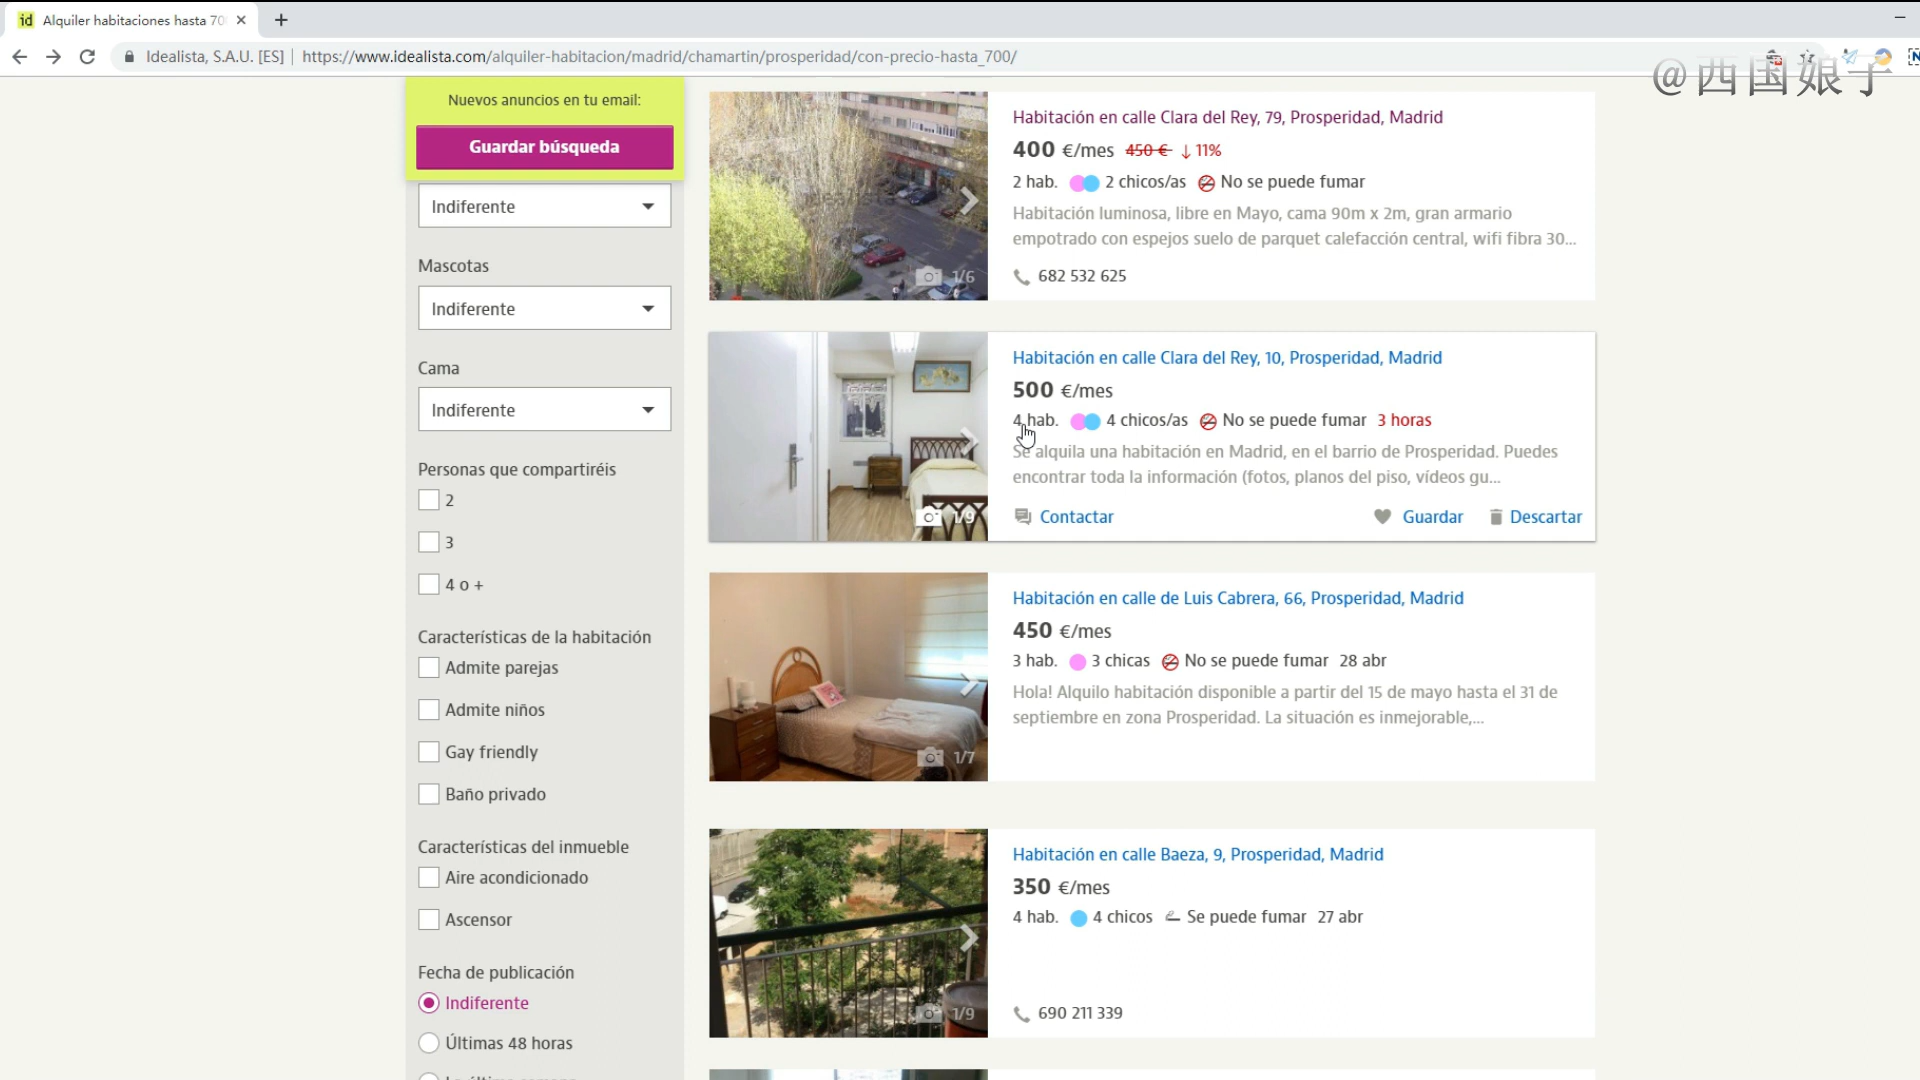 Alquiler habitaciones hasta 700
Idealista, S.A.U. [ES]
https://www.idealista.com/alquiler-habitacion/madrid/chamartin/prosperidad/con-precio-hasta_700/
@西国娘子
Nuevos anuncios en tu email:
Guardar búsqueda
Indiferente
Mascotas
Indiferente
Cama
Indiferente
Personas que compartiréis
2
3
4 o +
Características de la habitación
Admite parejas
Admite niños
Gay friendly
Baño privado
Características del inmueble
Aire acondicionado
Ascensor
Fecha de publicación
Indiferente
Últimas 48 horas
Habitación en calle Clara del Rey, 79, Prosperidad, Madrid
400 €/mes 450 € ↓ 11%
2 hab. 2 chicos/as No se puede fumar
Habitación luminosa, libre en Mayo, cama 90m x 2m, gran armario
empotrado con espejos suelo de parquet calefacción central, wifi fibra 30...
682 532 625
1/6
Habitación en calle Clara del Rey, 10, Prosperidad, Madrid
500 €/mes
4 hab. 4 chicos/as No se puede fumar 3 horas
Se alquila una habitación en Madrid, en el barrio de Prosperidad. Puedes
encontrar toda la información (fotos, planos del piso, vídeos gu...
Contactar Guardar Descartar
1/9
Habitación en calle de Luis Cabrera, 66, Prosperidad, Madrid
450 €/mes
3 hab. 3 chicas No se puede fumar 28 abr
Hola! Alquilo habitación disponible a partir del 15 de mayo hasta el 31 de
septiembre en zona Prosperidad. La situación es inmejorable,...
1/7
Habitación en calle Baeza, 9, Prosperidad, Madrid
350 €/mes
4 hab. 4 chicos Se puede fumar 27 abr
690 211 339
1/9